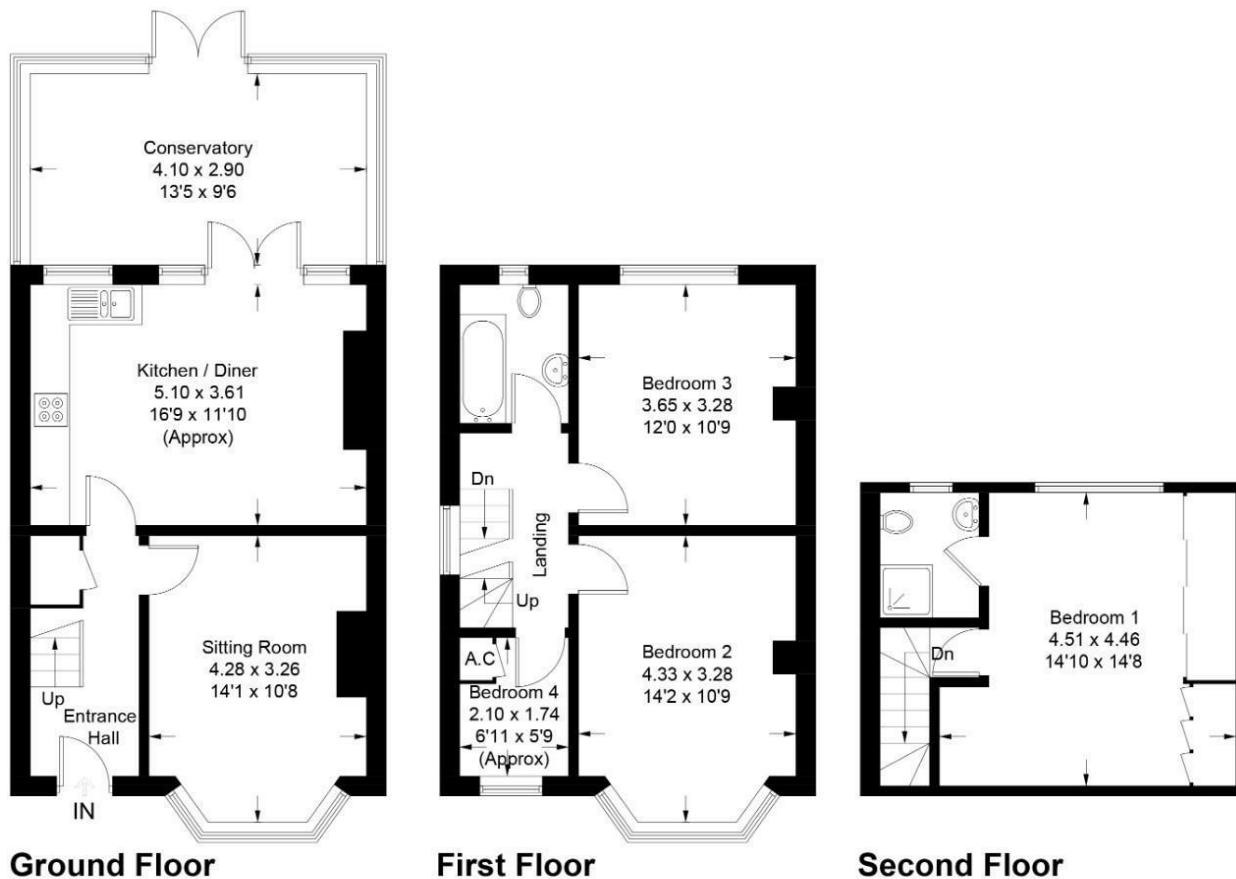 Conservatory
4.10 x 2.90
13'5 x 9'6
Kitchen / Diner
5.10 x 3.61
16'9 x 11'10
(Approx)
Sitting Room
4.28 x 3.26
14'1 x 10'8
Up
Entrance
Hall
IN
Ground Floor
Bedroom 3
3.65 x 3.28
12'0 x 10'9
Dn
Landing
Up
A.C
Bedroom 4
2.10 x 1.74
6'11 x 5'9
(Approx)
Bedroom 2
4.33 x 3.28
14'2 x 10'9
First Floor
Bedroom 1
4.51 x 4.46
14'10 x 14'8
Dn
Second Floor